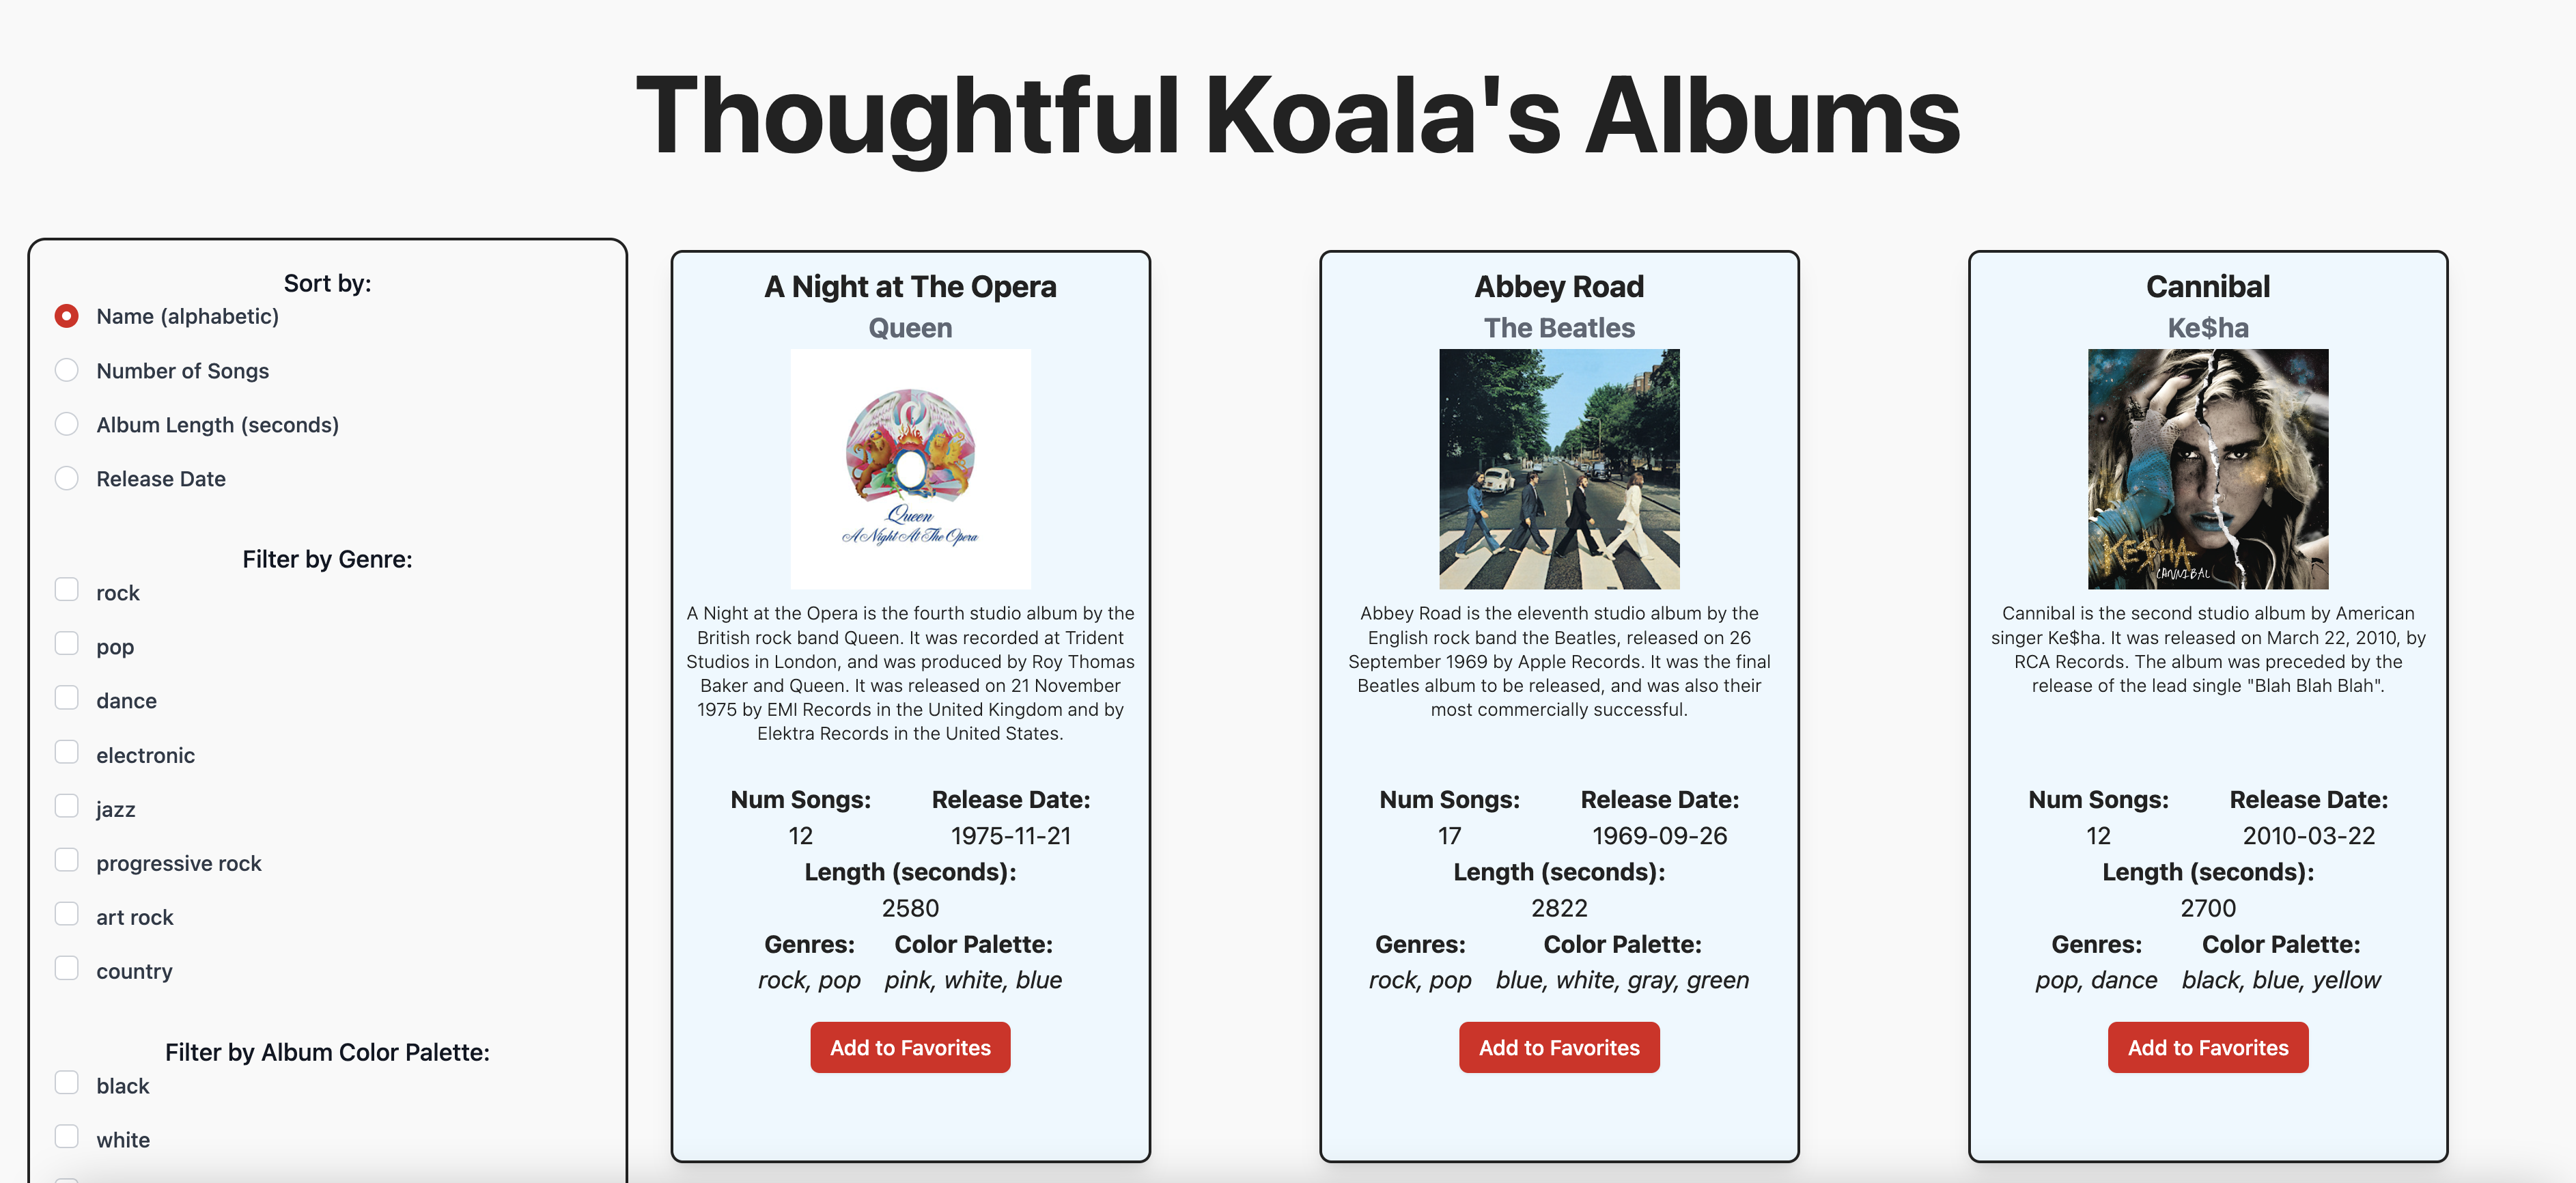 Thoughtful Koala's Albums
Sort by:
Name (alphabetic)
Number of Songs
Album Length (seconds)
Release Date
Filter by Genre:
rock
pop
dance
electronic
jazz
progressive rock
art rock
country
Filter by Album Color Palette:
black
white
A Night at The Opera
Queen
Queen
A Night At The Opera
A Night at the Opera is the fourth studio album by the
British rock band Queen. It was recorded at Trident
Studios in London, and was produced by Roy Thomas
Baker and Queen. It was released on 21 November
1975 by EMI Records in the United Kingdom and by
Elektra Records in the United States.
Num Songs: Release Date:
12 1975-11-21
Length (seconds):
2580
Genres: Color Palette:
rock, pop pink, white, blue
Add to Favorites
Abbey Road
The Beatles
Abbey Road is the eleventh studio album by the
English rock band the Beatles, released on 26
September 1969 by Apple Records. It was the final
Beatles album to be released, and was also their
most commercially successful.
Num Songs: Release Date:
17 1969-09-26
Length (seconds):
2822
Genres: Color Palette:
rock, pop blue, white, gray, green
Add to Favorites
Cannibal
Ke$ha
KE$HA
CANNIBAL
Cannibal is the second studio album by American
singer Ke$ha. It was released on March 22, 2010, by
RCA Records. The album was preceded by the
release of the lead single "Blah Blah Blah".
Num Songs: Release Date:
12 2010-03-22
Length (seconds):
2700
Genres: Color Palette:
pop, dance black, blue, yellow
Add to Favorites